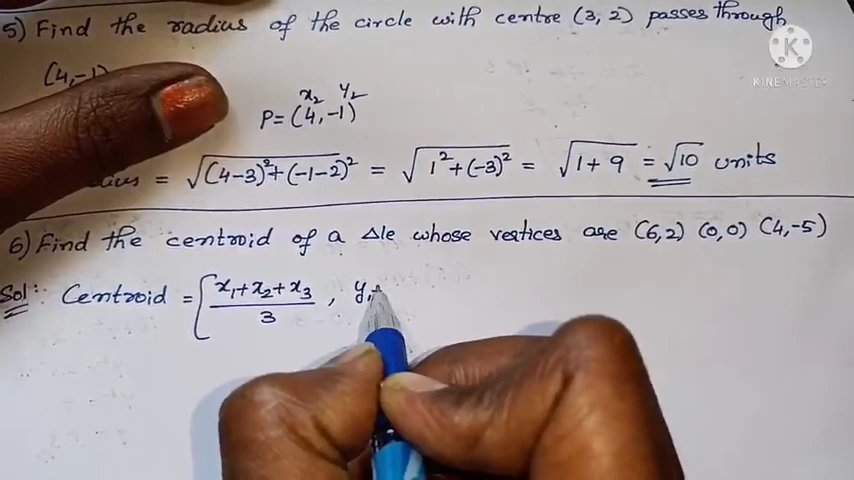 5) Find the radius of the circle with centre (3, 2) passes through
(4, -1)
x₂ y₂
P = (4, -1)
= √(4-3)²+(-1-2)² = √1²+(-3)² = √1+9 = √10 units
6) Find the centroid of a Δle whose vertices are (6,2) (0,0) (4,-5)
Sol: Centroid = [x₁+x₂+x₃/3 , y₁+
KINEMASTER